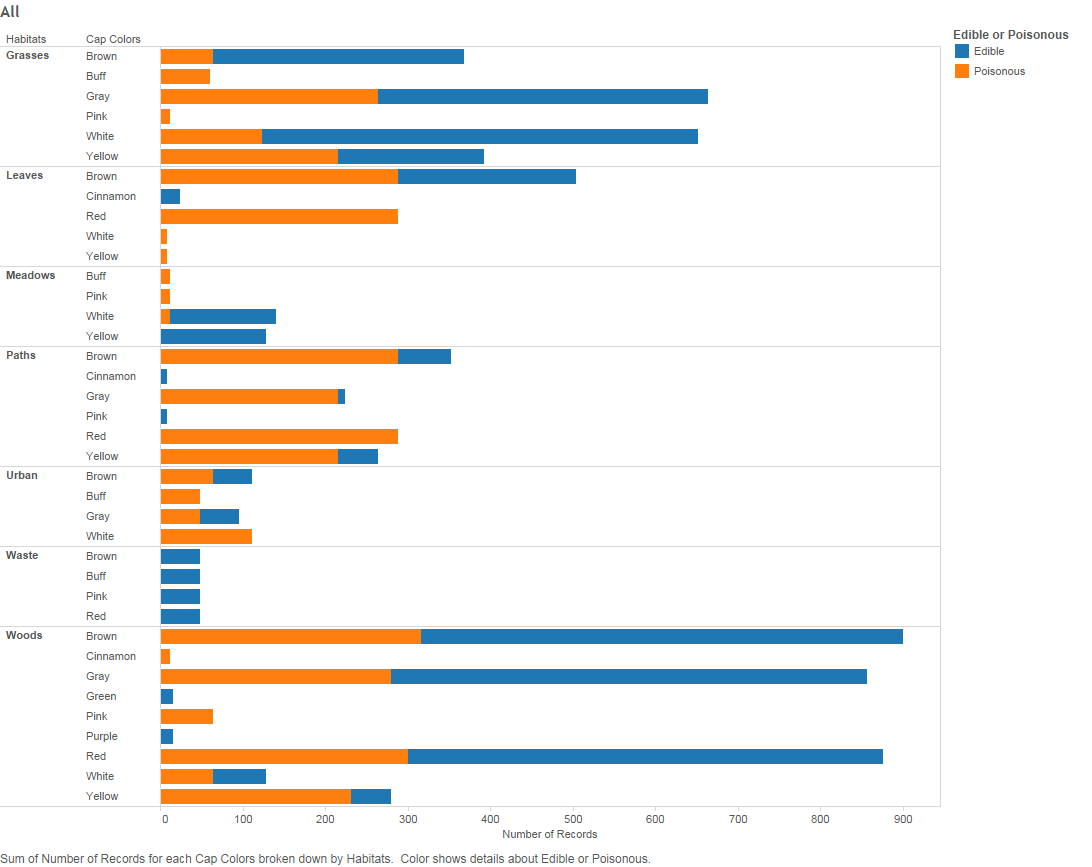 All
Habitats Cap Colors
Edible or Poisonous
Edible
Poisonous
Grasses Brown
Buff
Gray
Pink
White
Yellow
Leaves Brown
Cinnamon
Red
White
Yellow
Meadows Buff
Pink
White
Yellow
Paths Brown
Cinnamon
Gray
Pink
Red
Yellow
Urban Brown
Buff
Gray
White
Waste Brown
Buff
Pink
Red
Woods Brown
Cinnamon
Gray
Green
Pink
Purple
Red
White
Yellow
0 100 200 300 400 500 600 700 800 900
Number of Records
Sum of Number of Records for each Cap Colors broken down by Habitats. Color shows details about Edible or Poisonous.